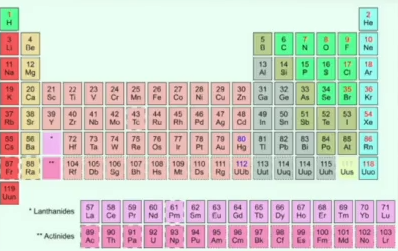 1 2
H He
3 4 5 6 7 8 9 10
Li Be B C N O F Ne
11 12 13 14 15 16 17 18
Na Mg Al Si P S Cl Ar
19 20 21 22 23 24 25 26 27 28 29 30 31 32 33 34 35 36
K Ca Sc Ti V Cr Mn Fe Co Ni Cu Zn Ga Ge As Se Br Kr
37 38 39 40 41 42 43 44 45 46 47 48 49 50 51 52 53 54
Rb Sr Y Zr Nb Mo Tc Ru Rh Pd Ag Cd In Sn Sb Te I Xe
55 56 * 72 73 74 75 76 77 78 79 80 81 82 83 84 85 86
Cs Ba Hf Ta W Re Os Ir Pt Au Hg Tl Pb Bi Po At Rn
87 88 ** 104 105 106 107 108 109 110 111 112 113 114 115 116 117 118
Fr Ra Rf Db Sg Bh Hs Mt Ds Rg UUb Uut Uuq Uup Uuh Uus Uuo
119
Uun
* Lanthanides 57 58 59 60 61 62 63 64 65 66 67 68 69 70 71
La Ce Pr Nd Pm Sm Eu Gd Tb Dy Ho Er Tm Yb Lu
** Actinides 89 90 91 92 93 94 95 96 97 98 99 100 101 102 103
Ac Th Pa U Np Pu Am Cm Bk Cf Es Fm Md No Lr